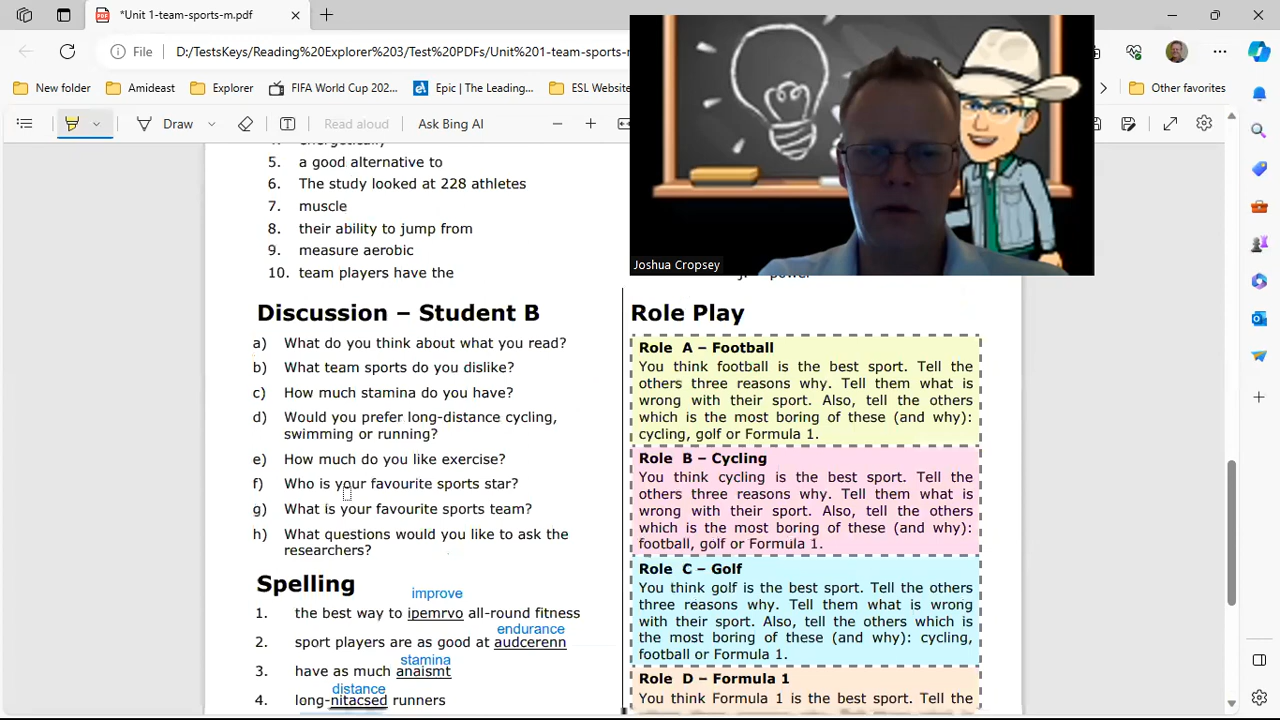 *Unit 1-team-sports-m.pdf
File
D:/TestsKeys/Reading%20Explorer%203/Test%20PDFs/Unit%201-team-sports-m
New folder
Amideast
Explorer
FIFA World Cup 202...
Epic | The Leading...
ESL Websites
Other favorites
Draw
Read aloud
Ask Bing AI
Joshua Cropsey
4. energetically
5. a good alternative to
6. The study looked at 228 athletes
7. muscle
8. their ability to jump from
9. measure aerobic
10. team players have the
j. power
Discussion – Student B
a) What do you think about what you read?
b) What team sports do you dislike?
c) How much stamina do you have?
d) Would you prefer long-distance cycling,
swimming or running?
e) How much do you like exercise?
f) Who is your favourite sports star?
g) What is your favourite sports team?
h) What questions would you like to ask the
researchers?
Spelling
improve
1. the best way to ipemrvo all-round fitness
endurance
2. sport players are as good at audcerenn
stamina
3. have as much anaismt
distance
4. long-nitacsed runners
Role Play
Role A – Football
You think football is the best sport. Tell the
others three reasons why. Tell them what is
wrong with their sport. Also, tell the others
which is the most boring of these (and why):
cycling, golf or Formula 1.
Role B – Cycling
You think cycling is the best sport. Tell the
others three reasons why. Tell them what is
wrong with their sport. Also, tell the others
which is the most boring of these (and why):
football, golf or Formula 1.
Role C – Golf
You think golf is the best sport. Tell the others
three reasons why. Tell them what is wrong
with their sport. Also, tell the others which is
the most boring of these (and why): cycling,
football or Formula 1.
Role D – Formula 1
You think Formula 1 is the best sport. Tell the